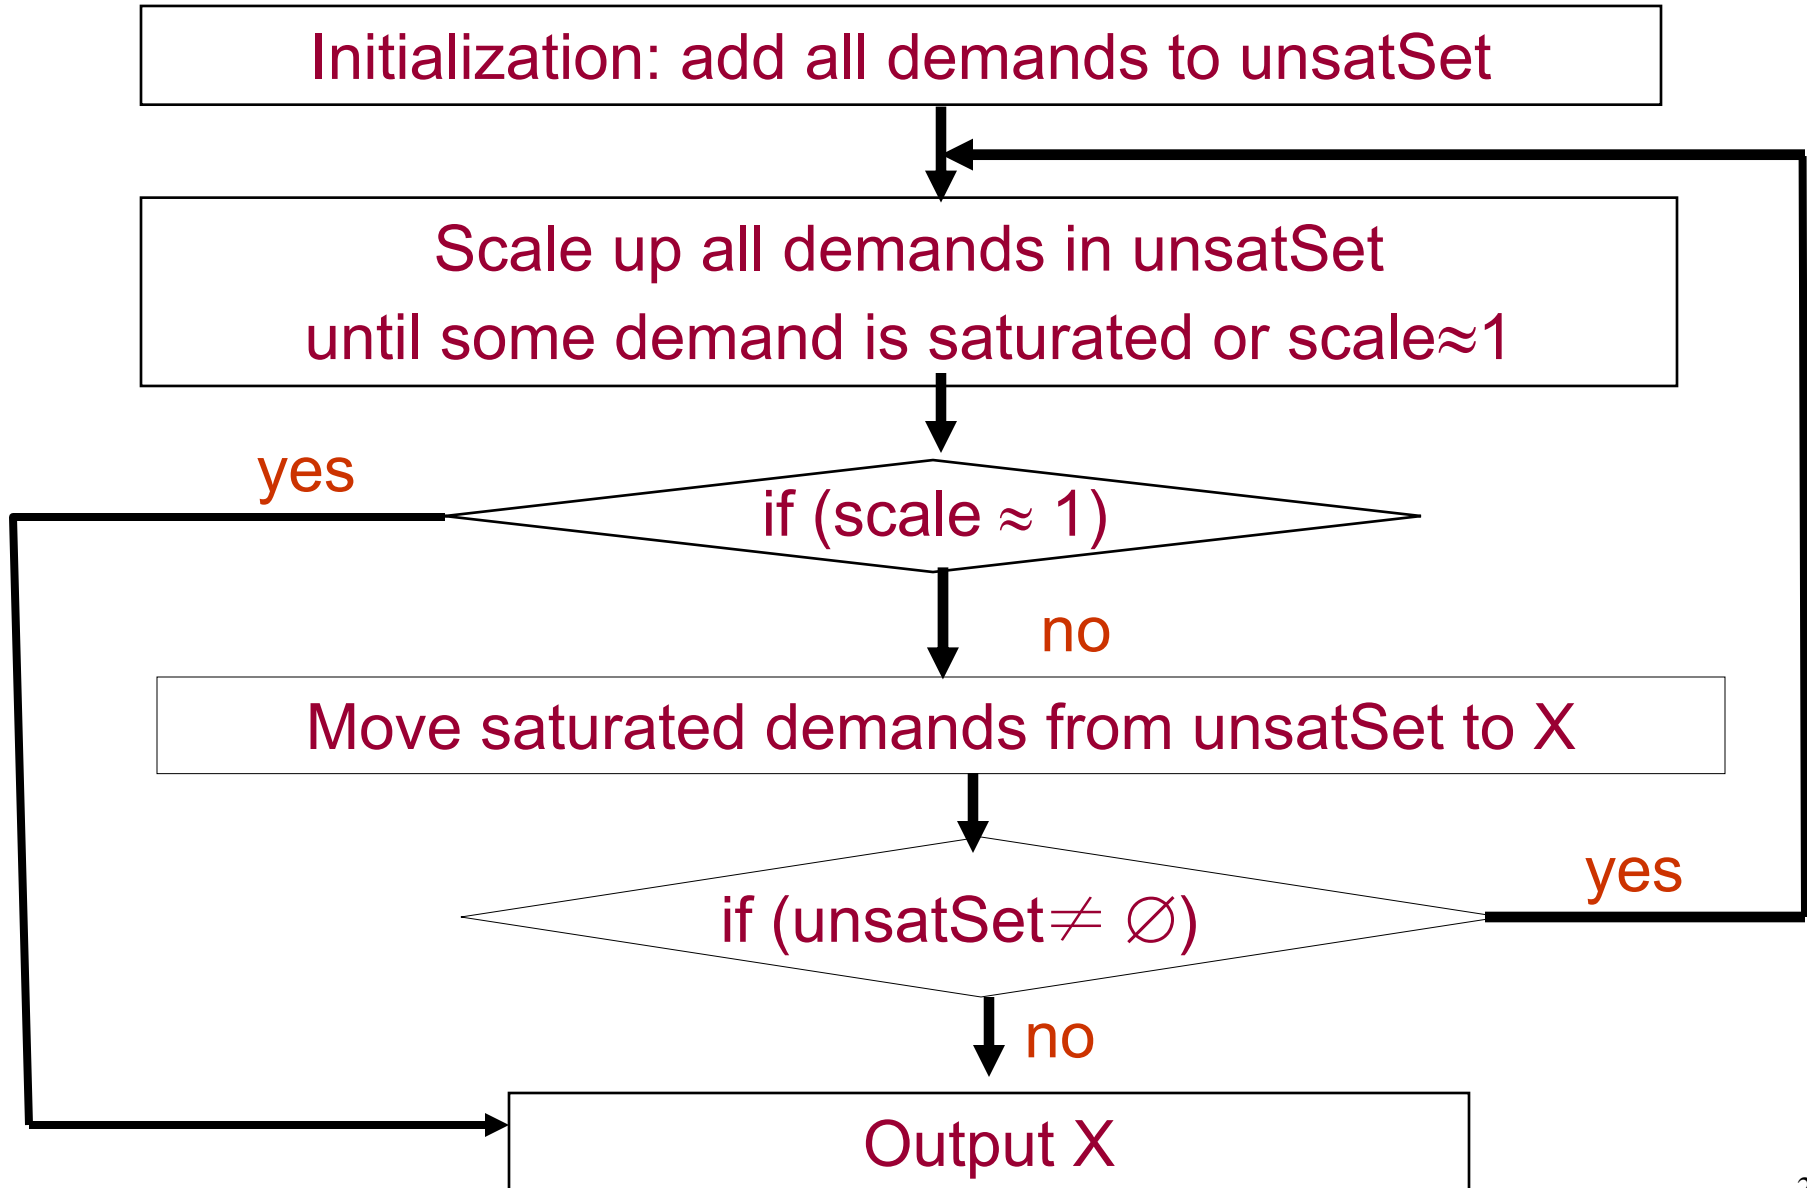 Initialization: add all demands to unsatSet
Scale up all demands in unsatSet
until some demand is saturated or scale≈1
yes
if (scale ≈ 1)
no
Move saturated demands from unsatSet to X
yes
if (unsatSet≠ ∅)
no
Output X